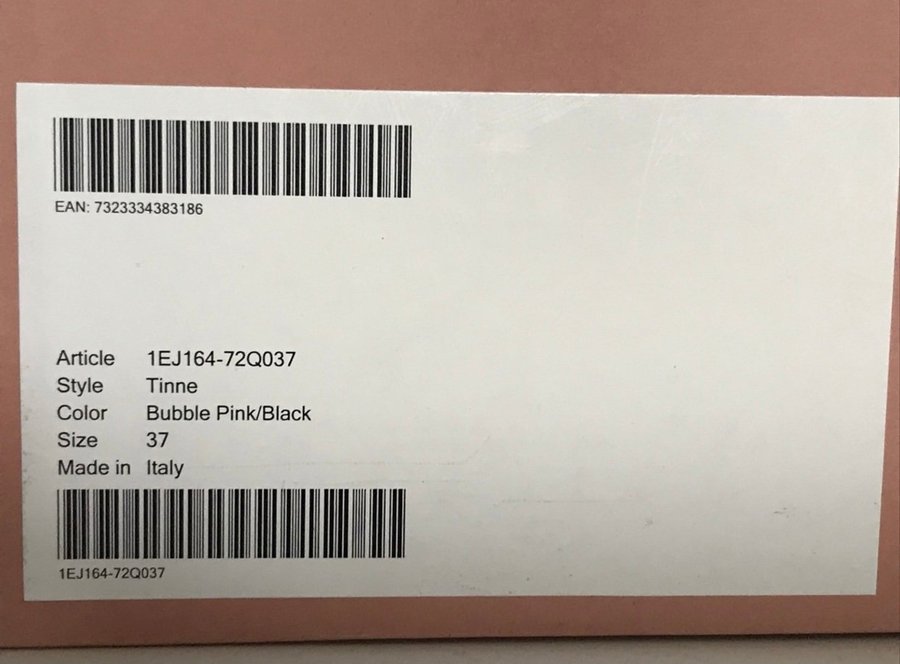 EAN: 7323334383186
Article 1EJ164-72Q037
Style Tinne
Color Bubble Pink/Black
Size 37
Made in Italy
1EJ164-72Q037